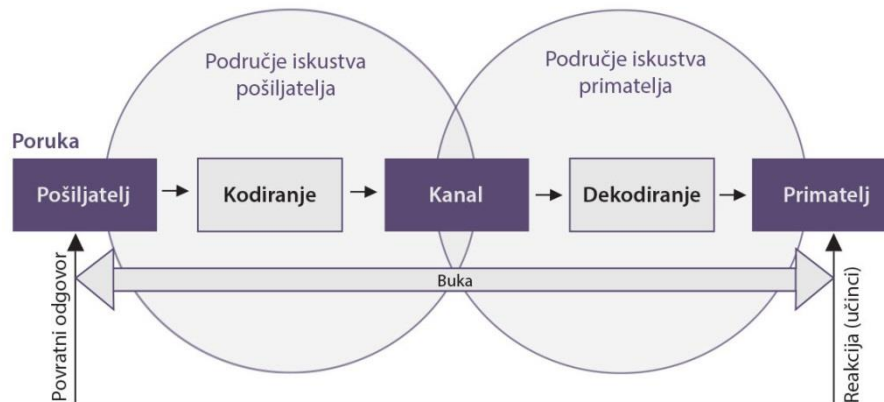 Područje iskustva
pošiljatelja
Područje iskustva
primatelja
Poruka
Pošiljatelj
Kodiranje
Kanal
Dekodiranje
Primatelj
Buka
Povratni odgovor
Reakcija (učinci)